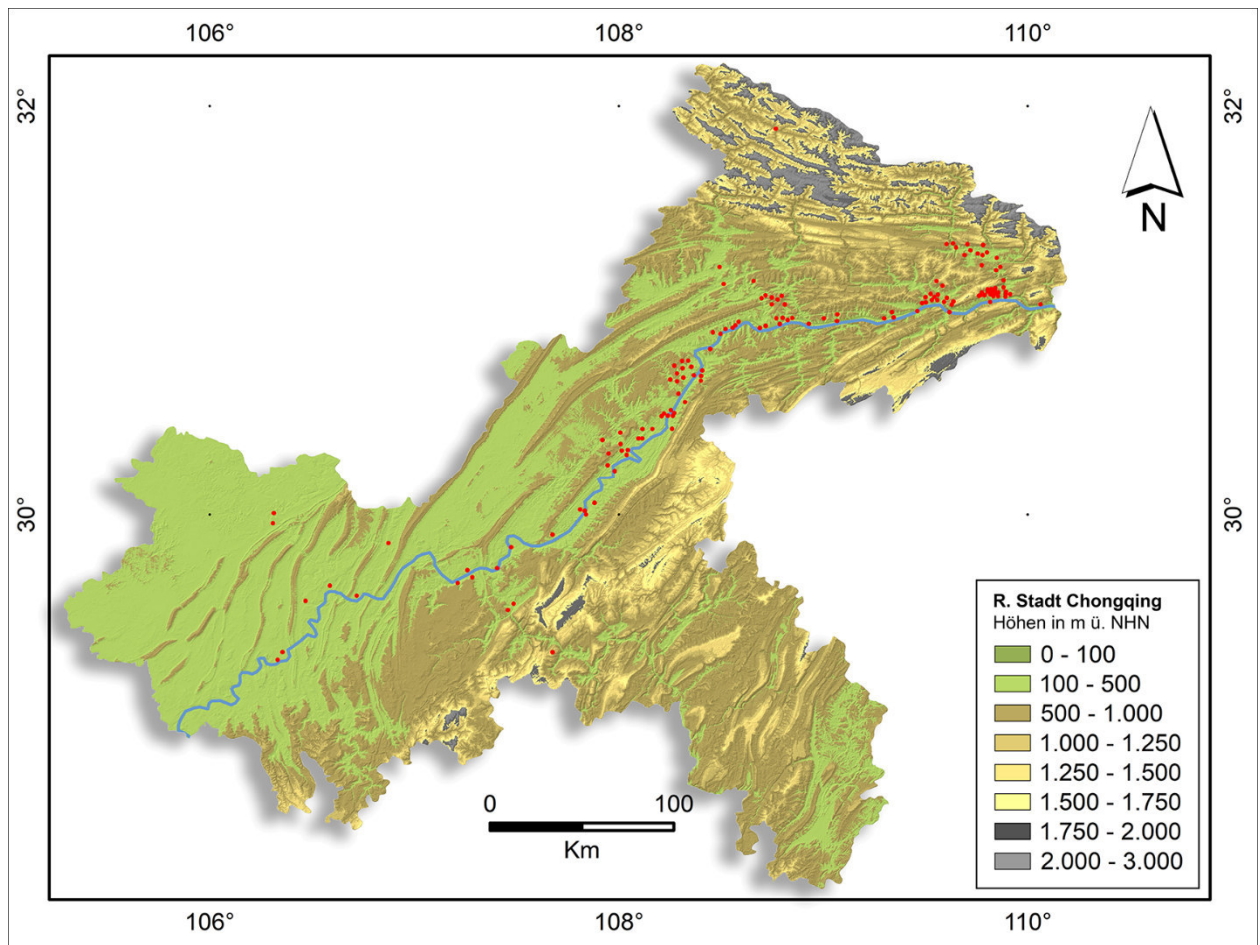 106° 108° 110°
32° 32°
N
30° 30°
R. Stadt Chongqing
Höhen in m ü. NHN
0 - 100
100 - 500
500 - 1.000
1.000 - 1.250
1.250 - 1.500
1.500 - 1.750
1.750 - 2.000
2.000 - 3.000
0 100
Km
106° 108° 110°